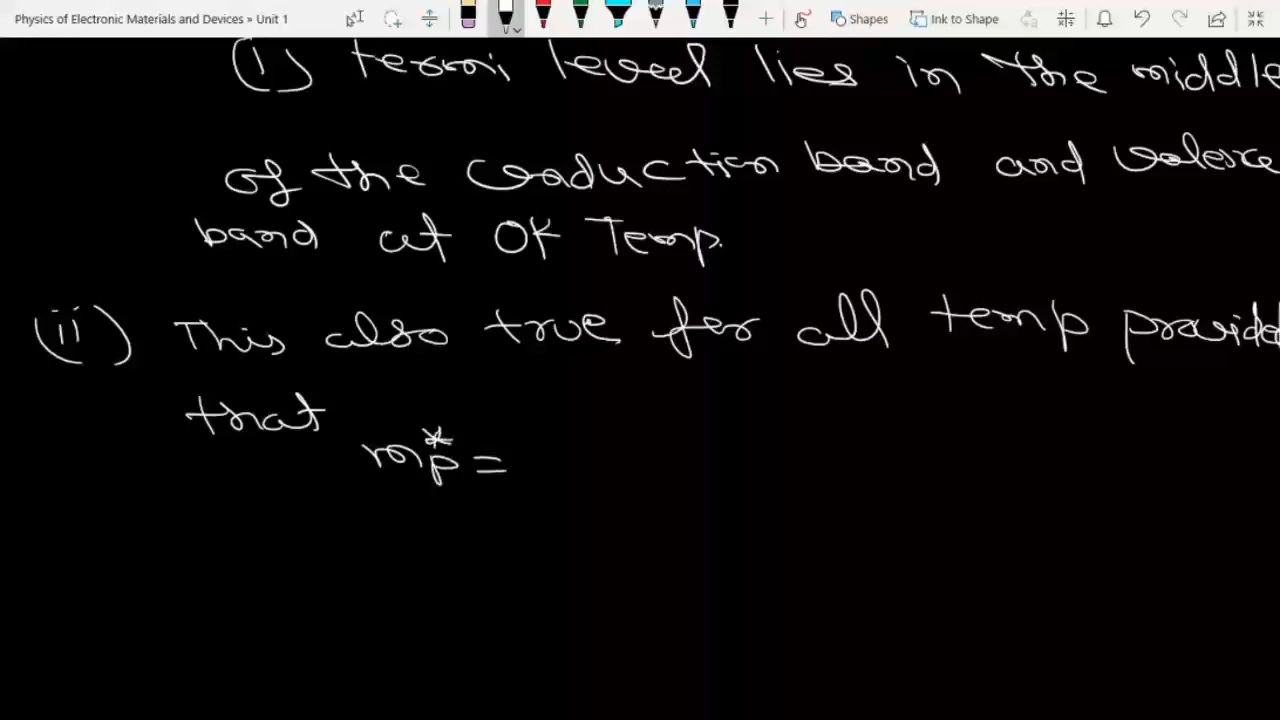 Physics of Electronic Materials and Devices » Unit 1
Shapes
Ink to Shape
(i) fermi level lies in the middle
of the conduction band and valence
band at 0K Temp.
(ii) This also true for all temp provided
that
mp* =